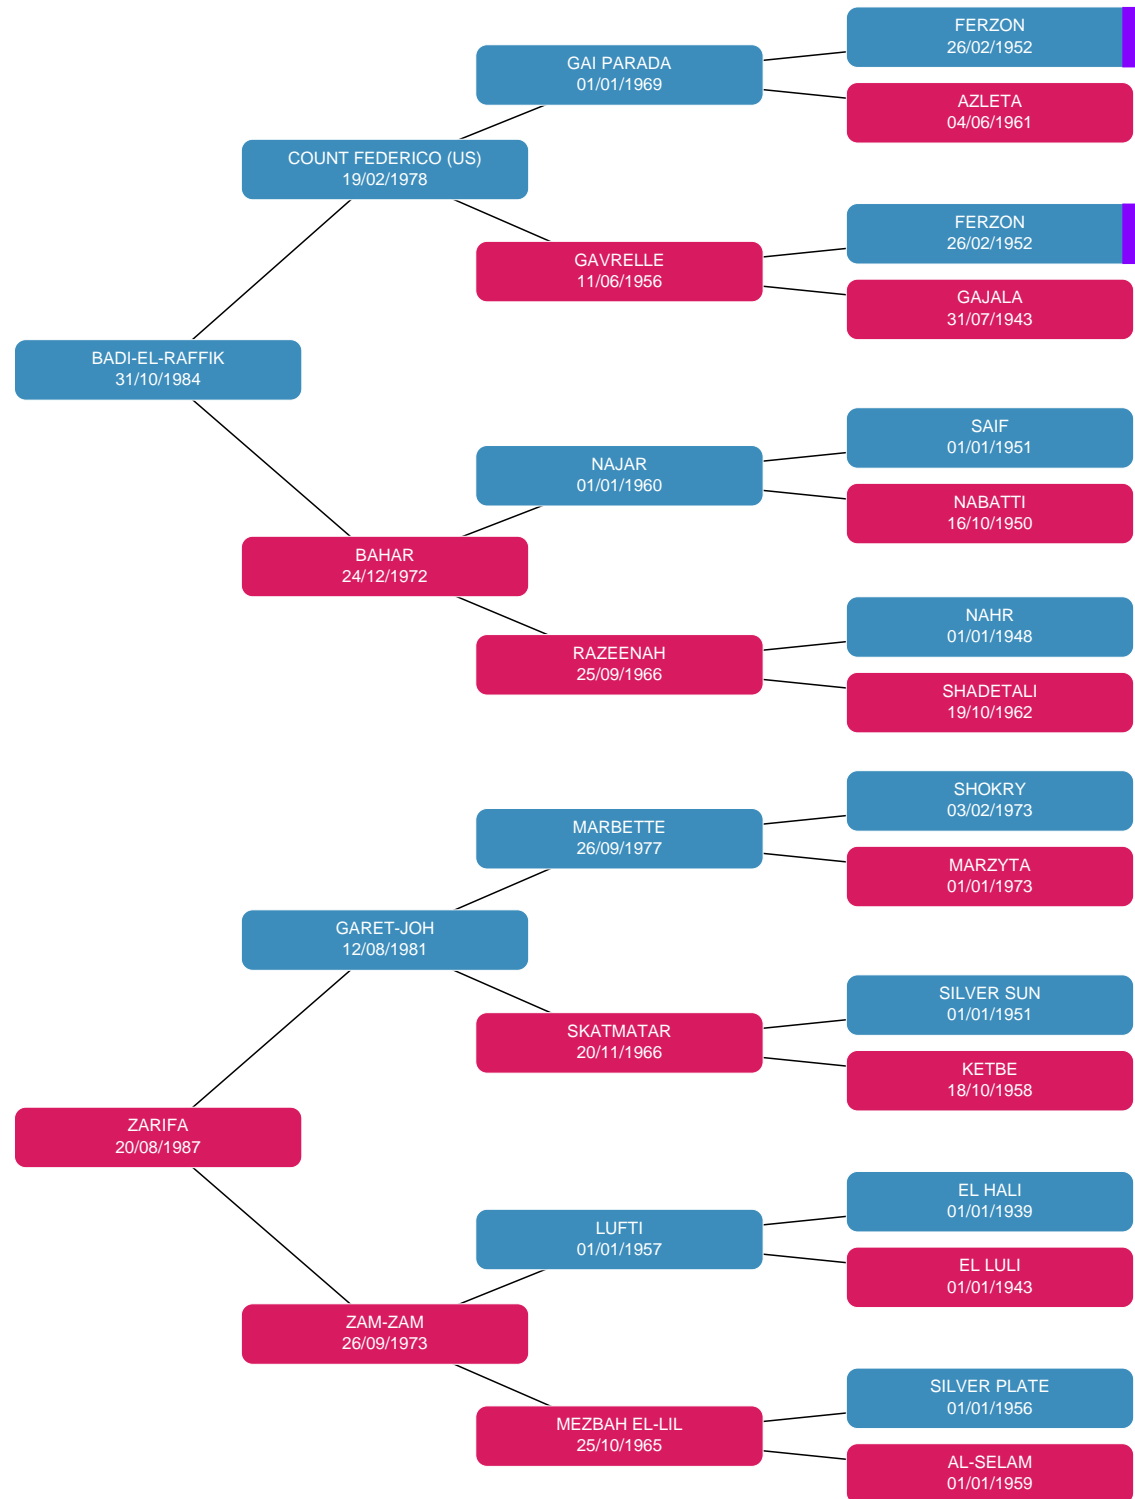 FERZON
26/02/1952
GAI PARADA
01/01/1969
AZLETA
04/06/1961
COUNT FEDERICO (US)
19/02/1978
FERZON
26/02/1952
GAVRELLE
11/06/1956
GAJALA
31/07/1943
BADI-EL-RAFFIK
31/10/1984
SAIF
01/01/1951
NAJAR
01/01/1960
NABATTI
16/10/1950
BAHAR
24/12/1972
NAHR
01/01/1948
RAZEENAH
25/09/1966
SHADETALI
19/10/1962
SHOKRY
03/02/1973
MARBETTE
26/09/1977
MARZYTA
01/01/1973
GARET-JOH
12/08/1981
SILVER SUN
01/01/1951
SKATMATAR
20/11/1966
KETBE
18/10/1958
ZARIFA
20/08/1987
EL HALI
01/01/1939
LUFTI
01/01/1957
EL LULI
01/01/1943
ZAM-ZAM
26/09/1973
SILVER PLATE
01/01/1956
MEZBAH EL-LIL
25/10/1965
AL-SELAM
01/01/1959